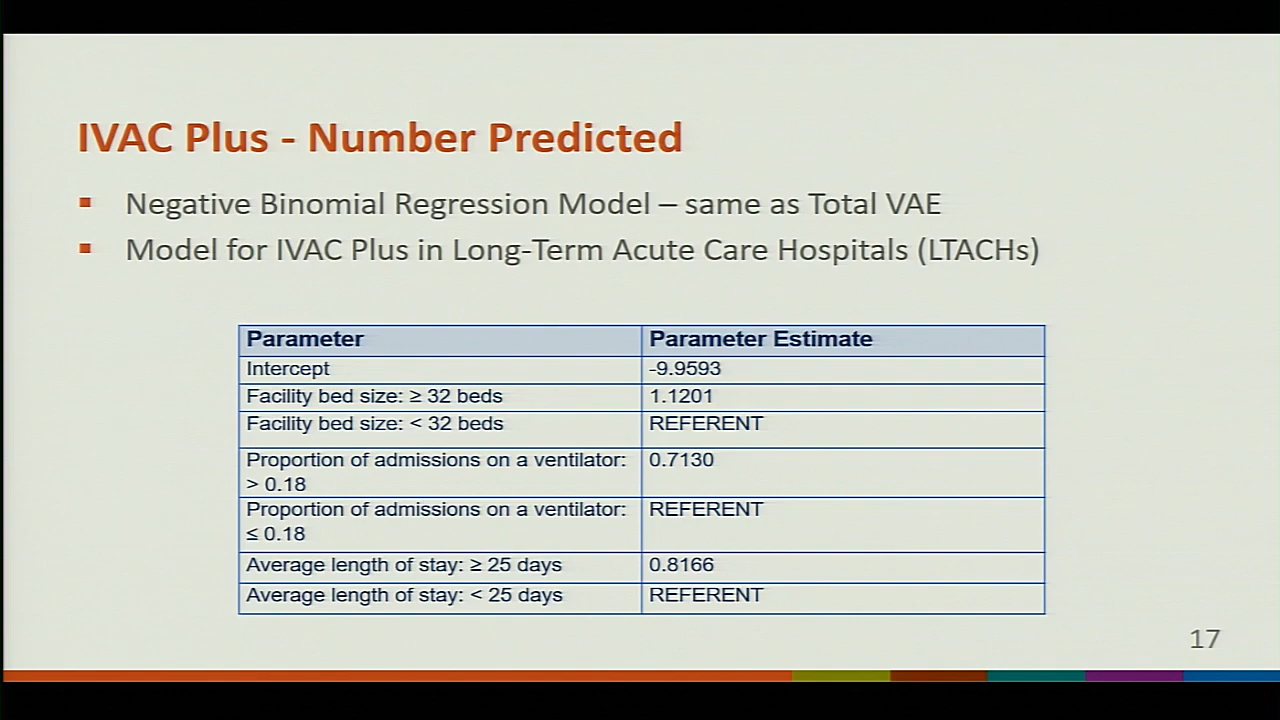 IVAC Plus - Number Predicted
▪ Negative Binomial Regression Model – same as Total VAE
▪ Model for IVAC Plus in Long-Term Acute Care Hospitals (LTACHs)
Parameter Parameter Estimate
Intercept -9.9593
Facility bed size: ≥ 32 beds 1.1201
Facility bed size: < 32 beds REFERENT
Proportion of admissions on a ventilator: 0.7130
> 0.18
Proportion of admissions on a ventilator: REFERENT
≤ 0.18
Average length of stay: ≥ 25 days 0.8166
Average length of stay: < 25 days REFERENT
17